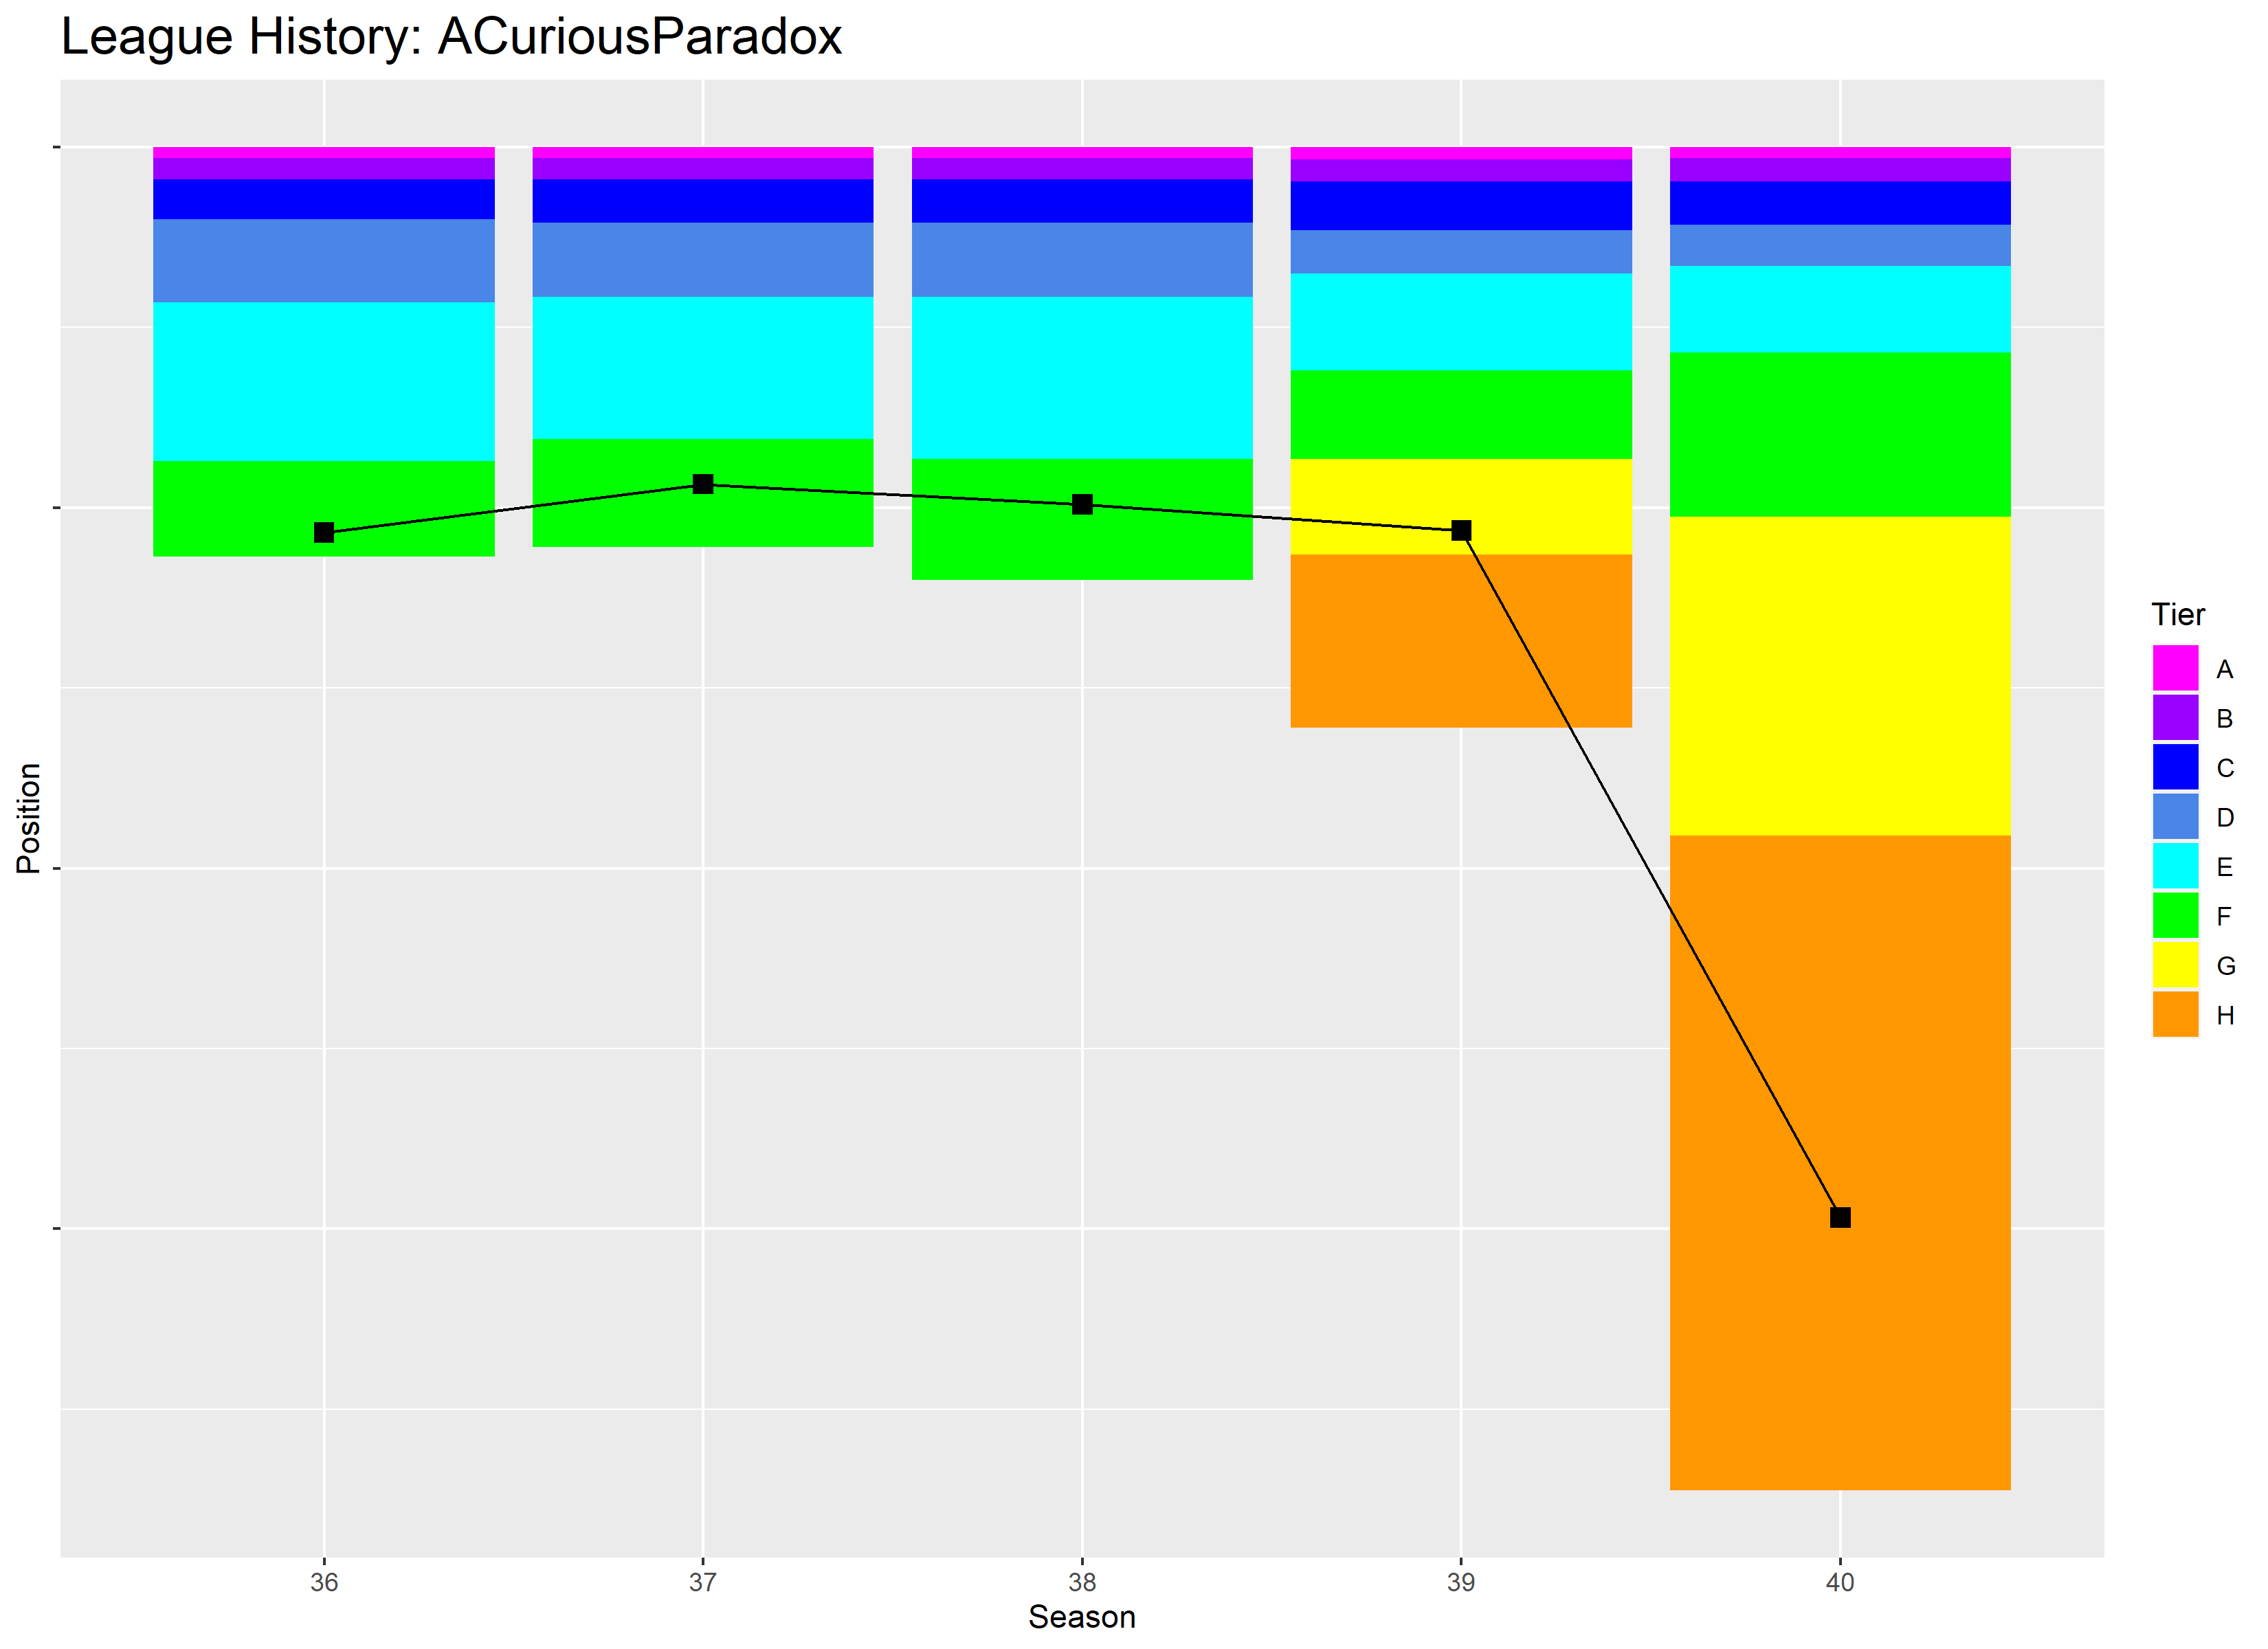 League History: ACuriousParadox
Position
Tier
A
B
C
D
E
F
G
H
36 37 38 39 40
Season